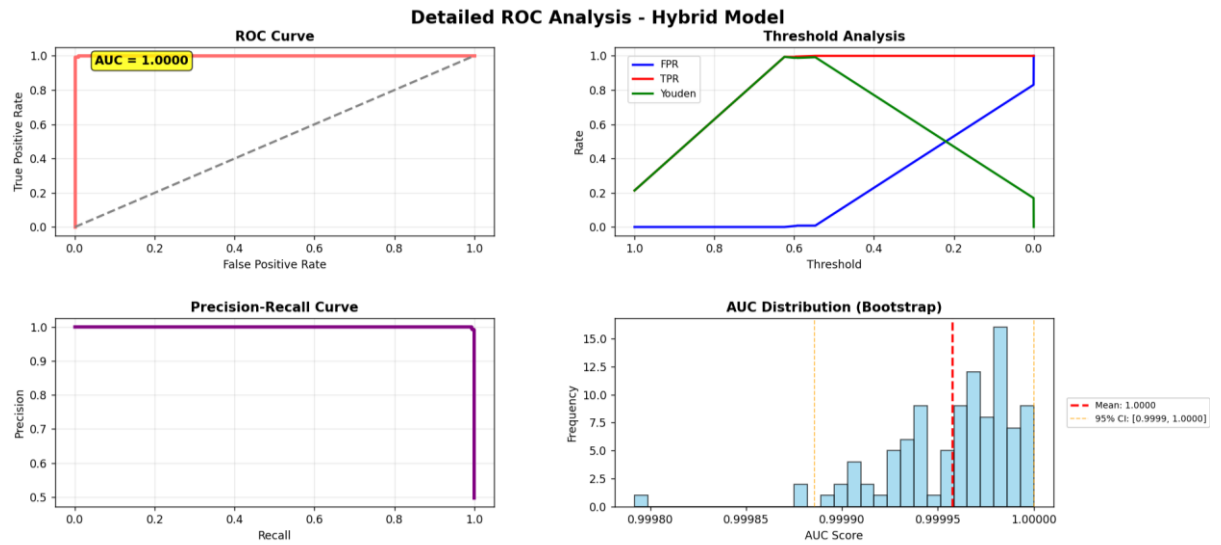 Detailed ROC Analysis - Hybrid Model
ROC Curve
AUC = 1.0000
True Positive Rate
1.0
0.8
0.6
0.4
0.2
0.0
0.0 0.2 0.4 0.6 0.8 1.0
False Positive Rate
Threshold Analysis
FPR
TPR
Youden
Rate
1.0
0.8
0.6
0.4
0.2
0.0
1.0 0.8 0.6 0.4 0.2 0.0
Threshold
Precision-Recall Curve
Precision
1.0
0.9
0.8
0.7
0.6
0.5
0.0 0.2 0.4 0.6 0.8 1.0
Recall
AUC Distribution (Bootstrap)
Frequency
15.0
12.5
10.0
7.5
5.0
2.5
0.0
0.99980 0.99985 0.99990 0.99995 1.00000
AUC Score
Mean: 1.0000
95% CI: [0.9999, 1.0000]